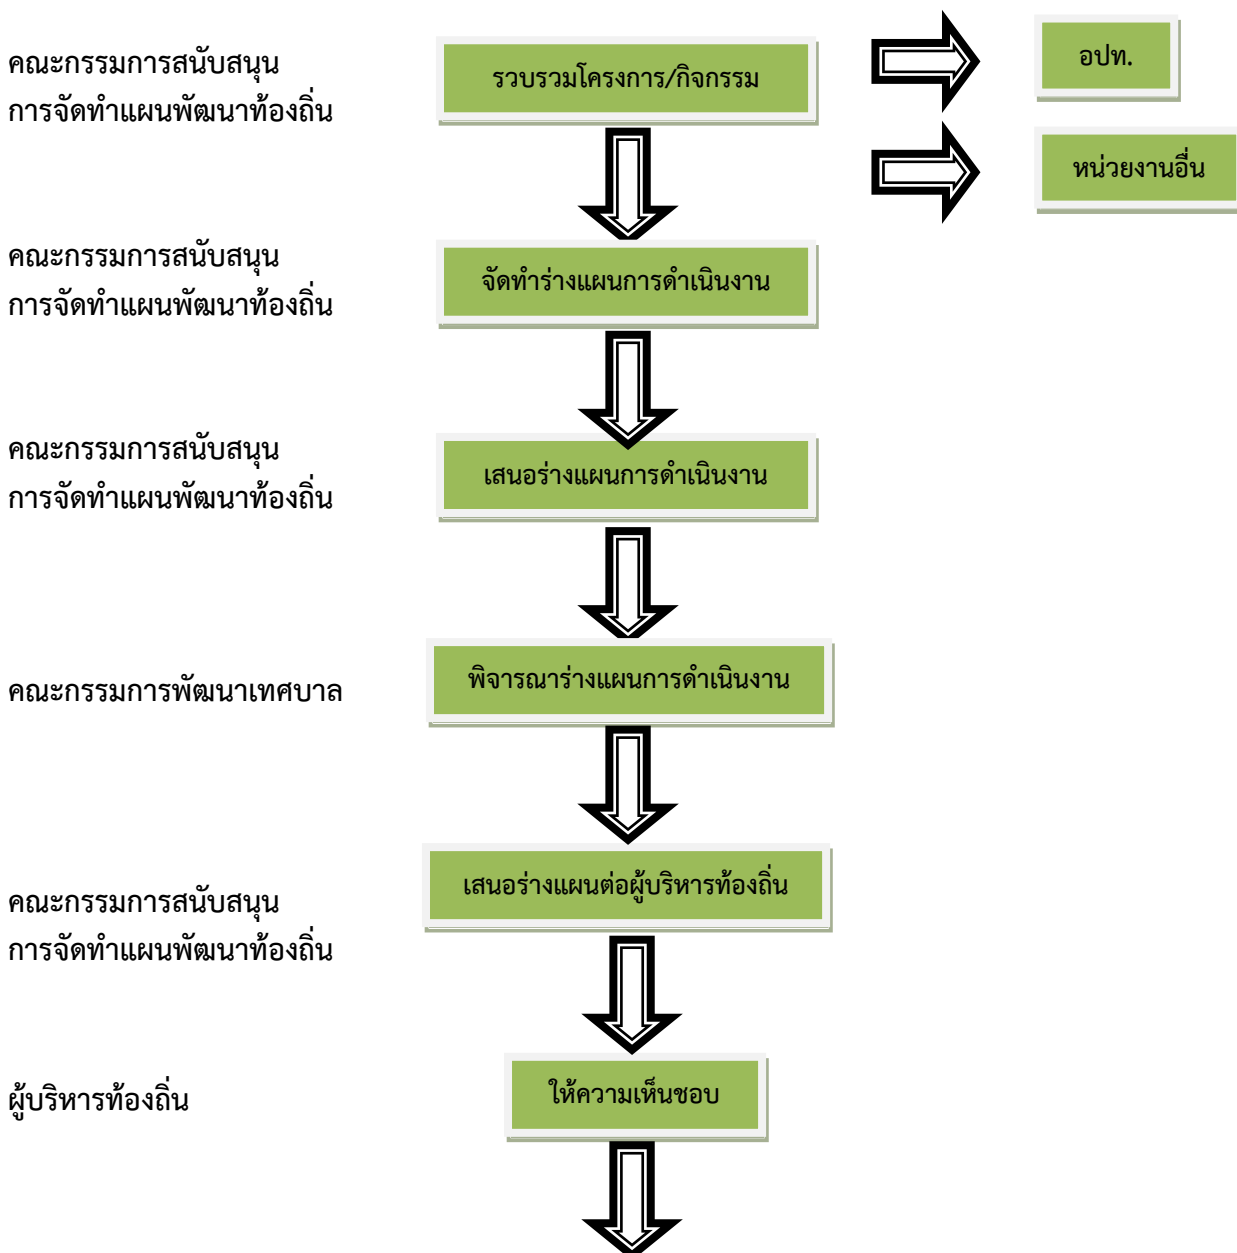 คณะกรรมการสนับสนุน
การจัดทำแผนพัฒนาท้องถิ่น
รวบรวมโครงการ/กิจกรรม
อปท.
หน่วยงานอื่น
คณะกรรมการสนับสนุน
การจัดทำแผนพัฒนาท้องถิ่น
จัดทำร่างแผนการดำเนินงาน
คณะกรรมการสนับสนุน
การจัดทำแผนพัฒนาท้องถิ่น
เสนอร่างแผนการดำเนินงาน
คณะกรรมการพัฒนาเทศบาล
พิจารณาร่างแผนการดำเนินงาน
คณะกรรมการสนับสนุน
การจัดทำแผนพัฒนาท้องถิ่น
เสนอร่างแผนต่อผู้บริหารท้องถิ่น
ผู้บริหารท้องถิ่น
ให้ความเห็นชอบ